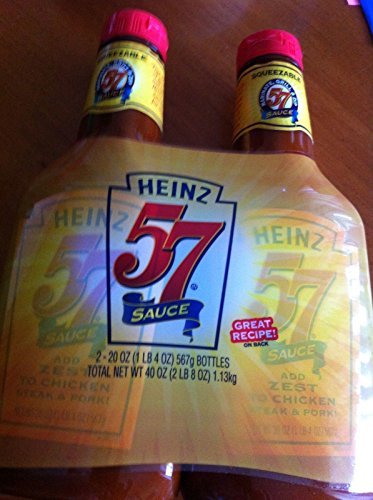 SQUEEZABLE
57
SAUCE
SQUEEZABLE
57
SAUCE
HEINZ
57
®
SAUCE
GREAT
RECIPE!
ON BACK
2 - 20 OZ (1 LB 4 OZ) 567g BOTTLES
TOTAL NET WT 40 OZ (2 LB 8 OZ) 1.13kg
HEINZ
57
SAUCE
ADD
ZEST
TO CHICKEN
STEAK & PORK!
HEINZ
57
SAUCE
ADD
ZEST
TO CHICKEN
STEAK & PORK!